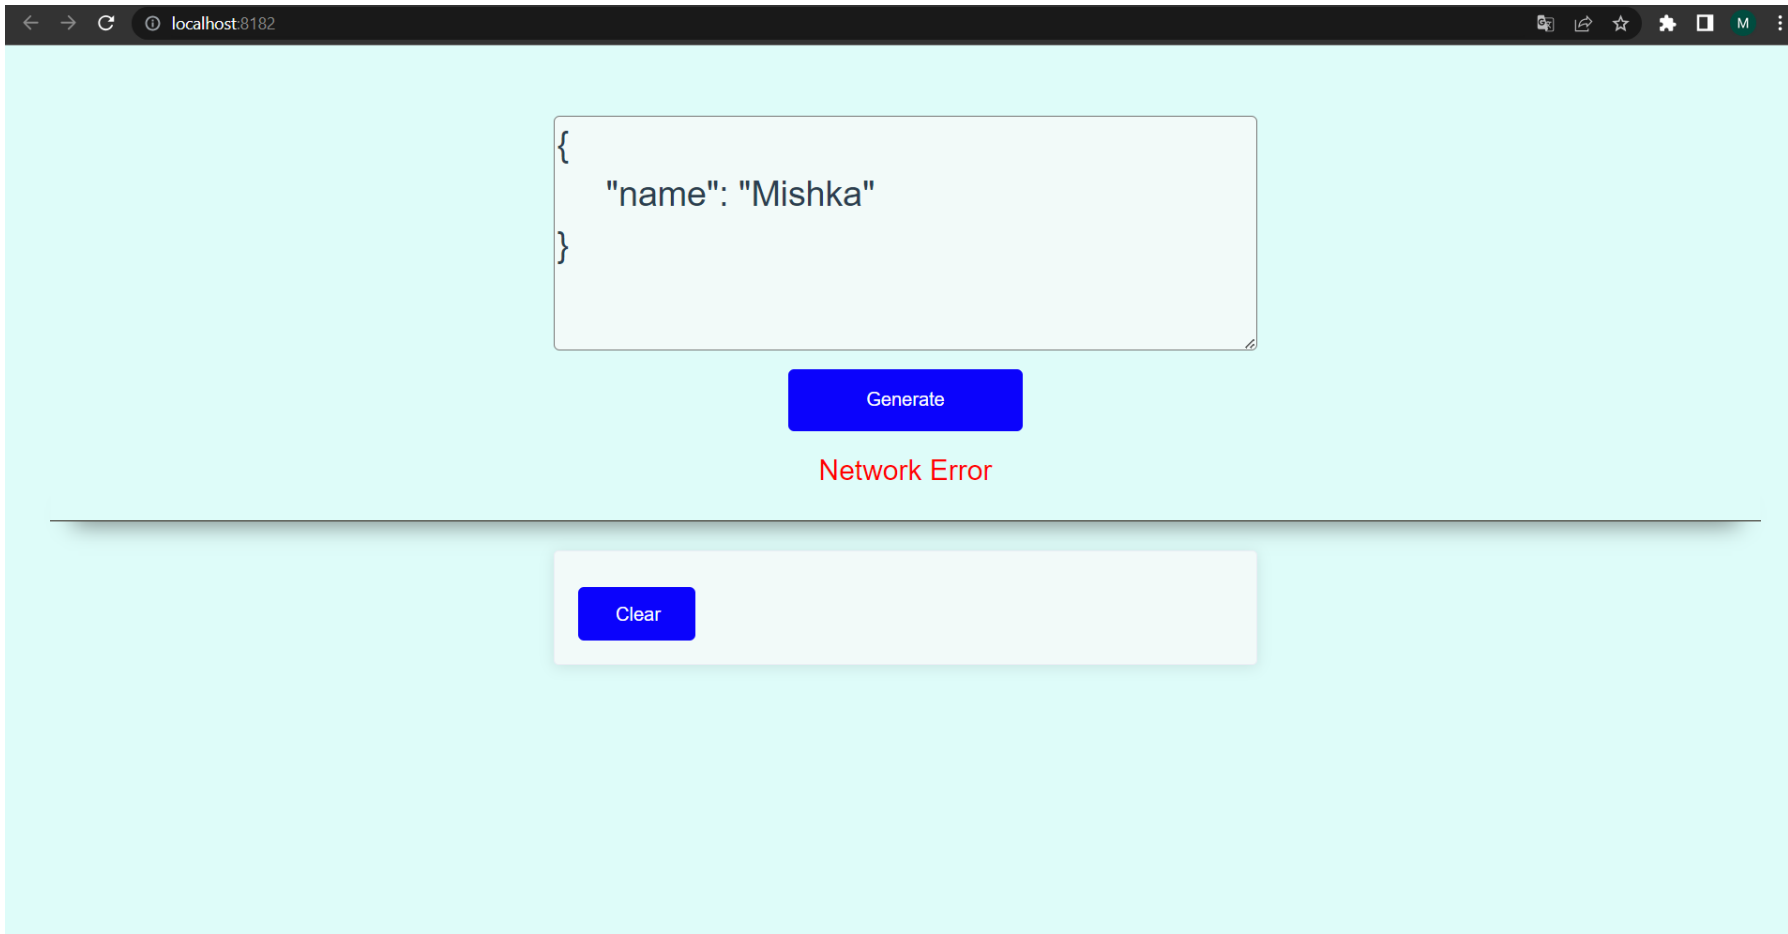 localhost:8182
M
{
"name": "Mishka"
}
Generate
Network Error
Clear